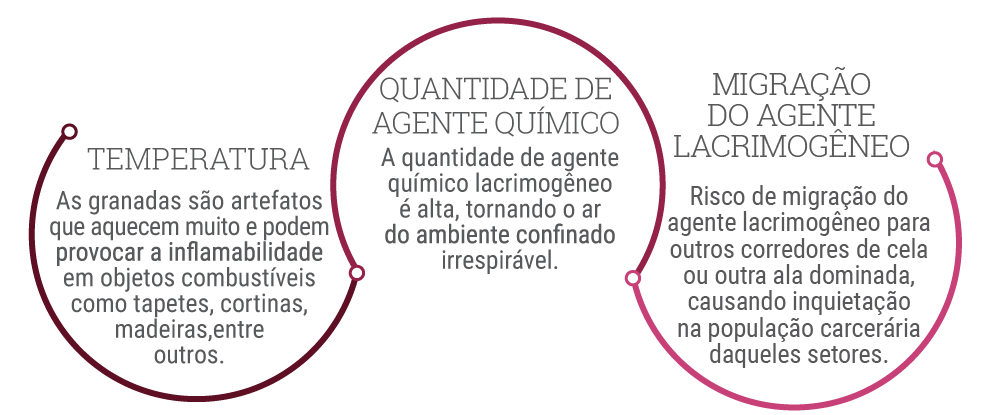 TEMPERATURA
As granadas são artefatos
que aquecem muito e podem
provocar a inflamabilidade
em objetos combustíveis
como tapetes, cortinas,
madeiras,entre
outros.
QUANTIDADE DE
AGENTE QUÍMICO
A quantidade de agente
químico lacrimogêneo
é alta, tornando o ar
do ambiente confinado
irrespirável.
MIGRAÇÃO
DO AGENTE
LACRIMOGÊNEO
Risco de migração do
agente lacrimogêneo para
outros corredores de cela
ou outra ala dominada,
causando inquietação
na população carcerária
daqueles setores.